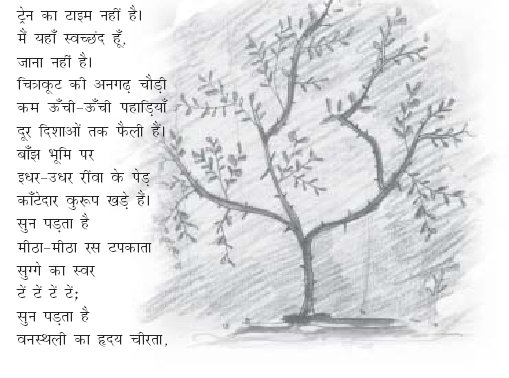 ट्रेन का टाइम नहीं है।
मैं यहाँ स्वच्छंद हूँ,
जाना नहीं है।
चित्रकूट की अनगढ़ चौड़ी
कम ऊँची-ऊँची पहाड़ियाँ
दूर दिशाओं तक फैली हैं।
बाँझ भूमि पर
इधर-उधर रींवा के पेड़
काँटेदार कुरूप खड़े हैं।
सुन पड़ता है
मीठा-मीठा रस टपकाता
सुग्गे का स्वर
टें टें टें टें;
सुन पड़ता है
वनस्थली का हृदय चीरता,